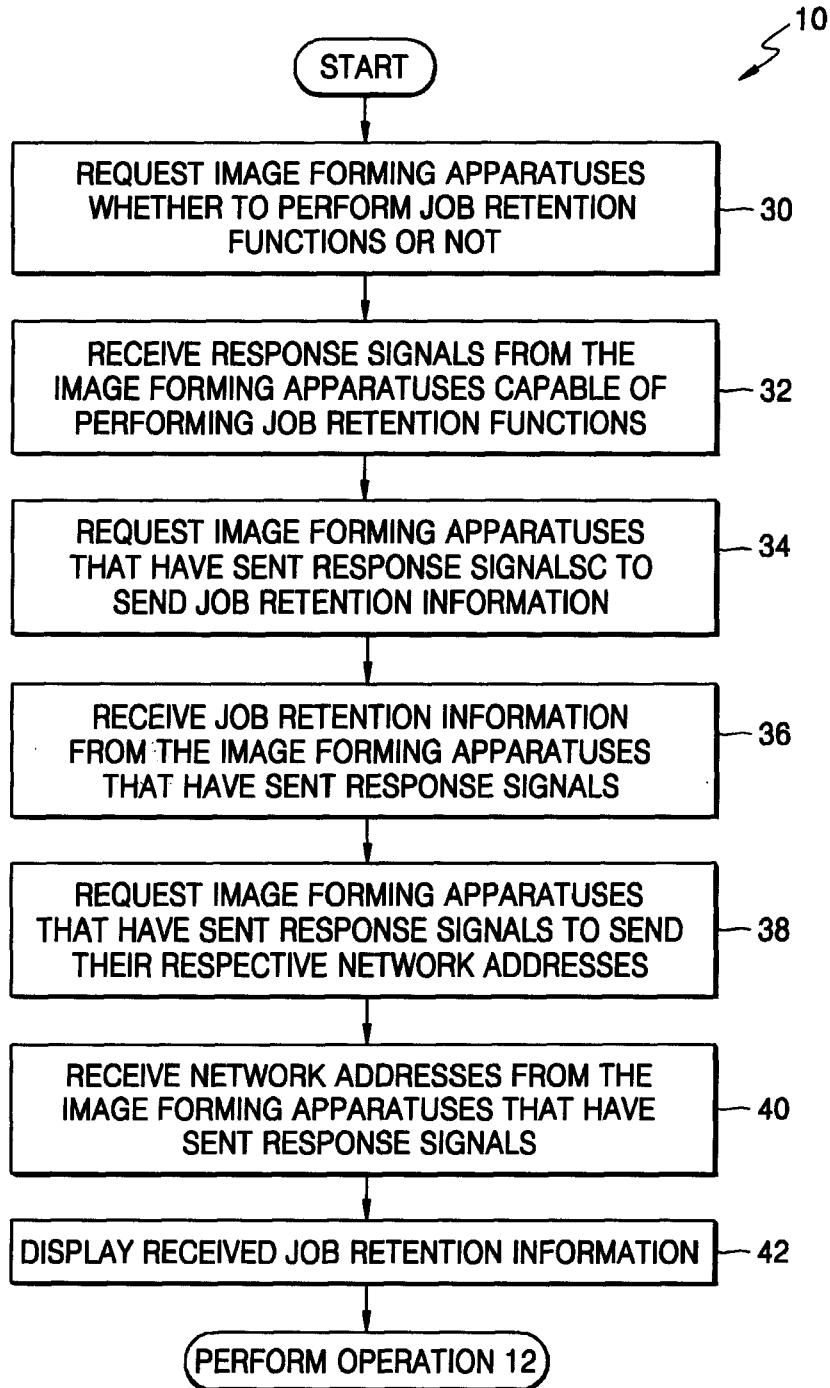 10
START
REQUEST IMAGE FORMING APPARATUSES
WHETHER TO PERFORM JOB RETENTION
FUNCTIONS OR NOT
30
RECEIVE RESPONSE SIGNALS FROM THE
IMAGE FORMING APPARATUSES CAPABLE OF
PERFORMING JOB RETENTION FUNCTIONS
32
REQUEST IMAGE FORMING APPARATUSES
THAT HAVE SENT RESPONSE SIGNALSC TO
SEND JOB RETENTION INFORMATION
34
RECEIVE JOB RETENTION INFORMATION
FROM THE IMAGE FORMING APPARATUSES
THAT HAVE SENT RESPONSE SIGNALS
36
REQUEST IMAGE FORMING APPARATUSES
THAT HAVE SENT RESPONSE SIGNALS TO SEND
THEIR RESPECTIVE NETWORK ADDRESSES
38
RECEIVE NETWORK ADDRESSES FROM THE
IMAGE FORMING APPARATUSES THAT HAVE
SENT RESPONSE SIGNALS
40
DISPLAY RECEIVED JOB RETENTION INFORMATION
42
PERFORM OPERATION 12